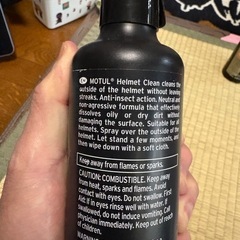 MOTUL® Helmet Clean cleans the
outside of the helmet without leaving
streaks. Anti-insect action. Neutral and
non-agressive formula that effectively
dissolves oily or dry dirt without
damaging the surface. Suitable for all
helmets. Spray over the outside of the
helmet. Let stand a few moments, and
then wipe down with a soft cloth.
Keep away from flames or sparks.
CAUTION: COMBUSTIBLE. Keep away
from heat, sparks and flames. Avoid
contact with eyes. Do not swallow. First
Aid: If in eyes rinse well with water. If
swallowed, do not induce vomiting. Call
physician immediately. Keep out of reach
of children.